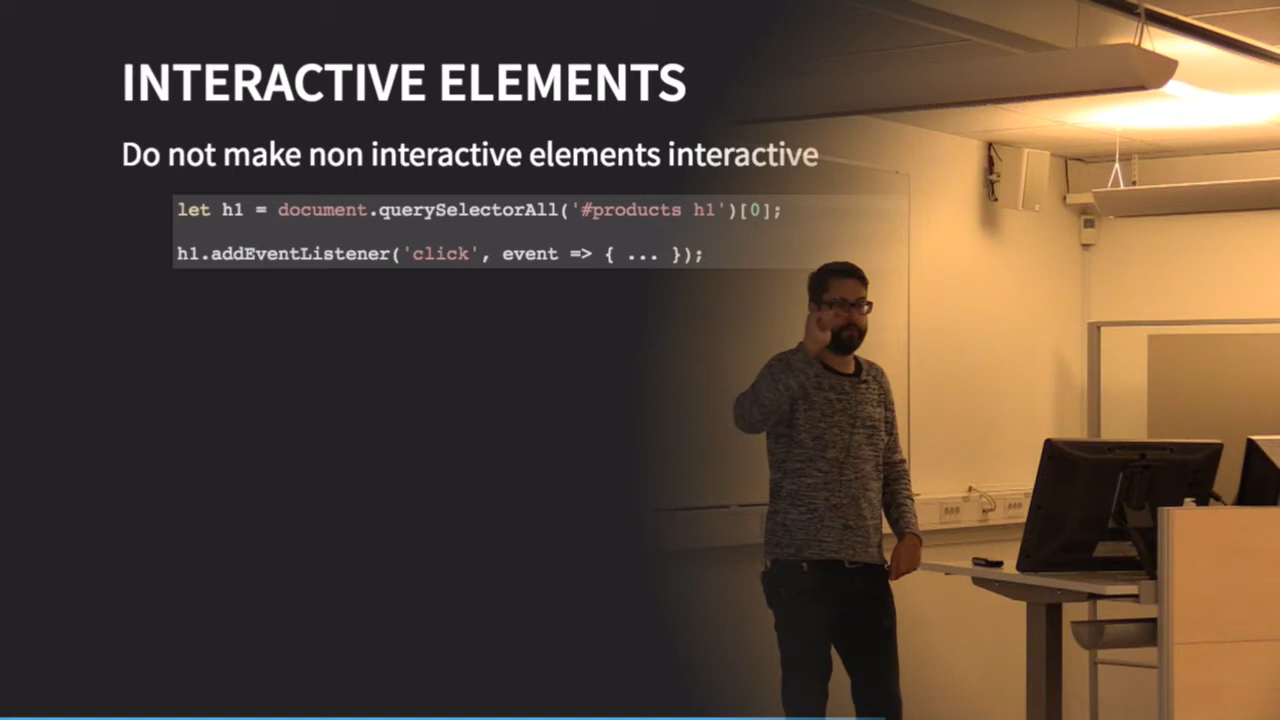 INTERACTIVE ELEMENTS
Do not make non interactive elements interactive
let h1 = document.querySelectorAll('#products h1')[0];
h1.addEventListener('click', event => { ... });